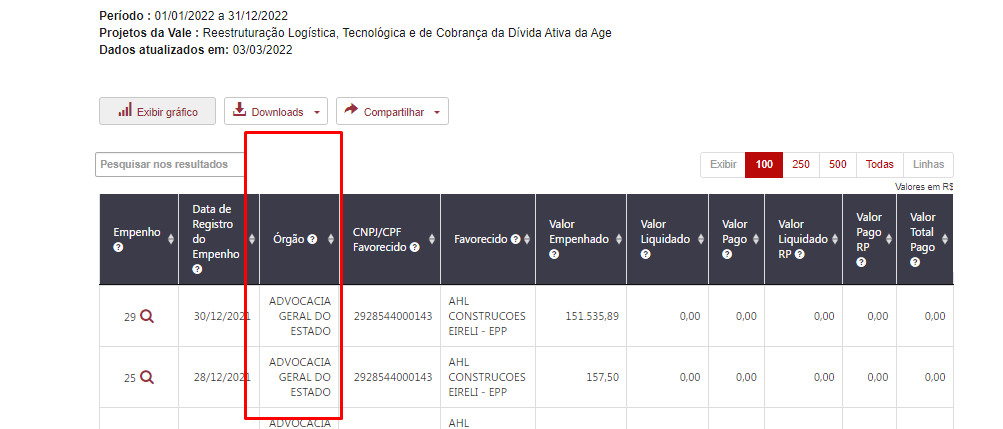 Período : 01/01/2022 a 31/12/2022
Projetos da Vale : Reestruturação Logística, Tecnológica e de Cobrança da Dívida Ativa da Age
Dados atualizados em: 03/03/2022
Exibir gráfico Downloads Compartilhar
Pesquisar nos resultados Exibir 100 250 500 Todas Linhas
Valores em R$
Empenho ?
Data de
Registro
do
Empenho
?
Órgão ?
CNPJ/CPF
Favorecido ?
Favorecido ?
Valor
Empenhado
?
Valor
Liquidado
?
Valor
Pago
?
Valor
Liquidado
RP ?
Valor
Pago
RP
?
Valor
Total
Pago
?
29
30/12/2021
ADVOCACIA
GERAL DO
ESTADO
2928544000143
AHL
CONSTRUCOES
EIRELI - EPP
151.535,89
0,00
0,00
0,00
0,00
0,00
25
28/12/2021
ADVOCACIA
GERAL DO
ESTADO
2928544000143
AHL
CONSTRUCOES
EIRELI - EPP
157,50
0,00
0,00
0,00
0,00
0,00
ADVOCACIA
AHL